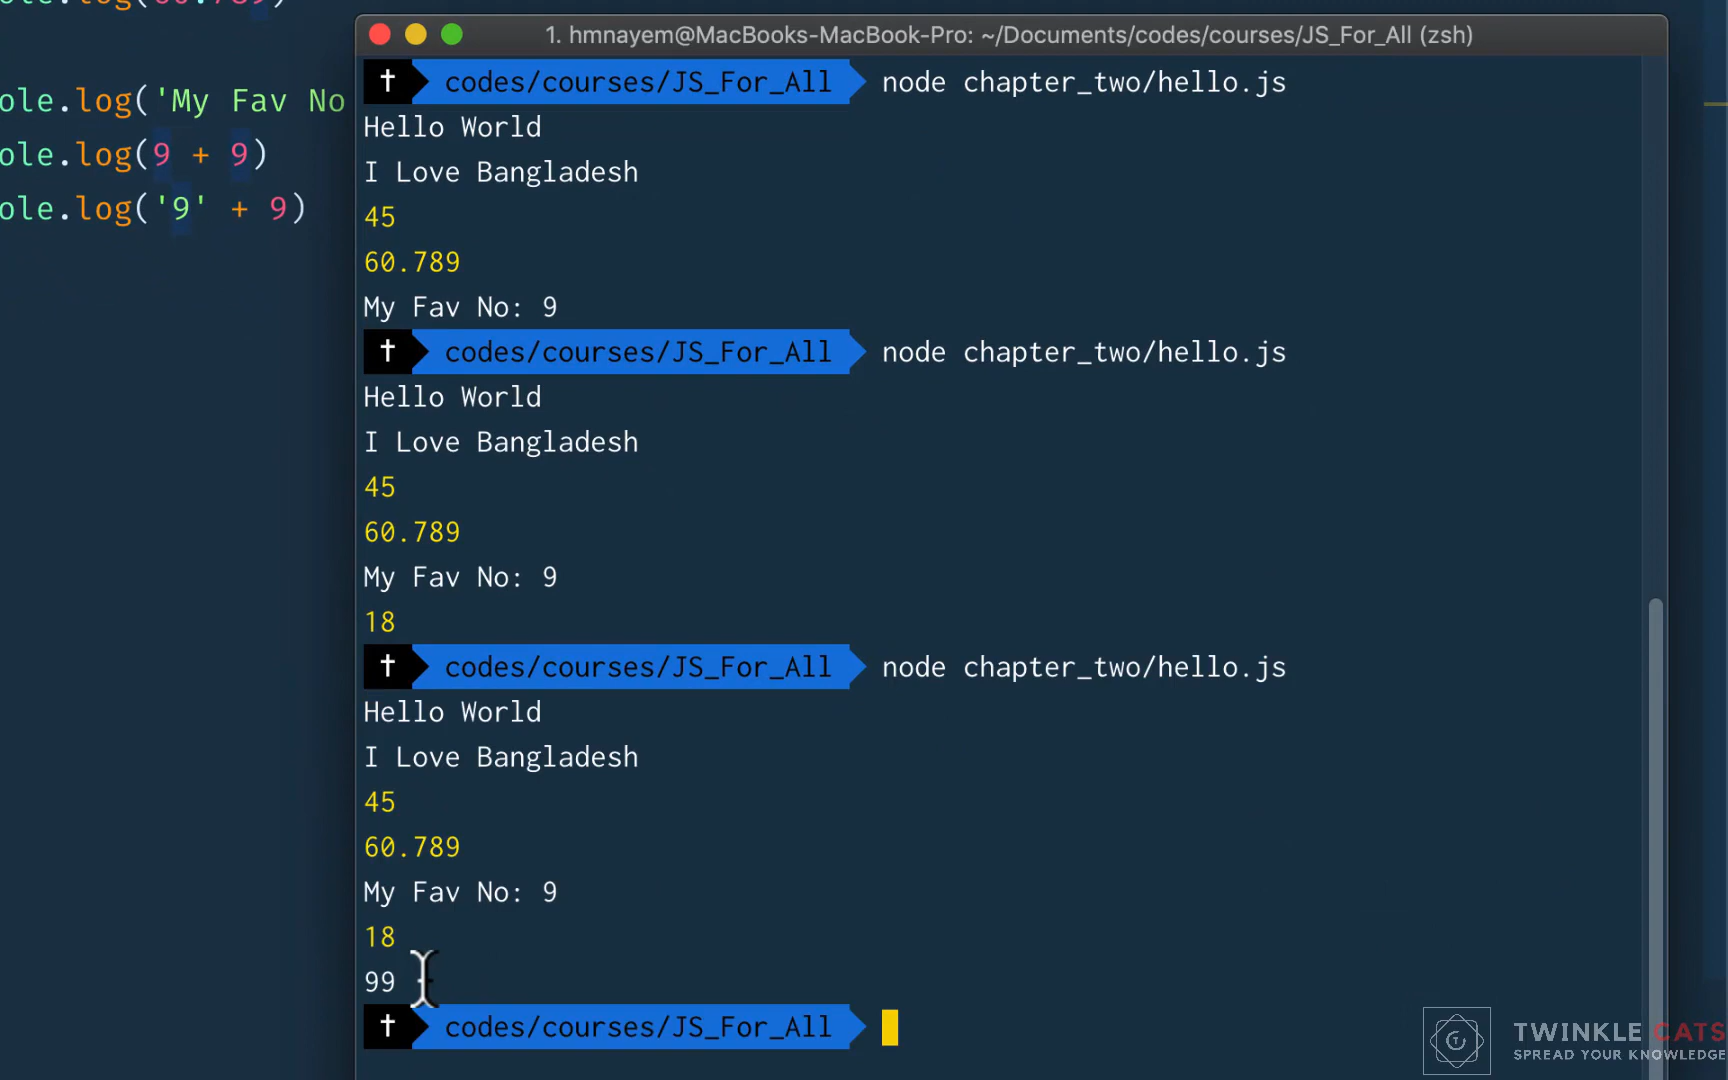 ole.log(60.789)
ole.log('My Fav No
ole.log(9 + 9)
ole.log('9' + 9)
1. hmnayem@MacBooks-MacBook-Pro: ~/Documents/codes/courses/JS_For_All (zsh)
† codes/courses/JS_For_All node chapter_two/hello.js
Hello World
I Love Bangladesh
45
60.789
My Fav No: 9
† codes/courses/JS_For_All node chapter_two/hello.js
Hello World
I Love Bangladesh
45
60.789
My Fav No: 9
18
† codes/courses/JS_For_All node chapter_two/hello.js
Hello World
I Love Bangladesh
45
60.789
My Fav No: 9
18
99
† codes/courses/JS_For_All
TWINKLE CATS
SPREAD YOUR KNOWLEDGE